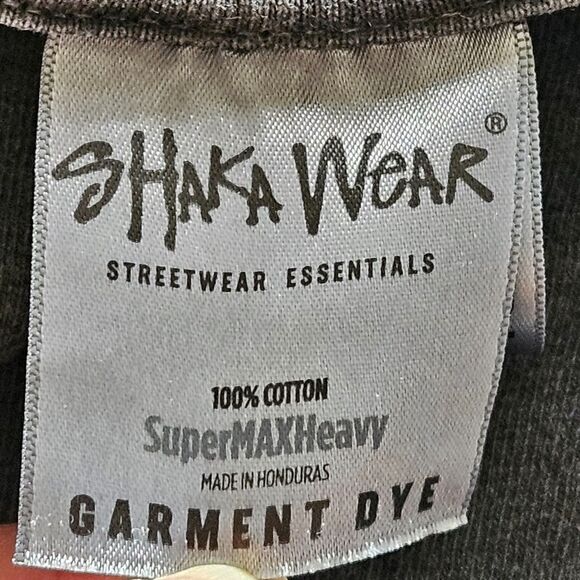 SHAKA WEAR®
STREETWEAR ESSENTIALS
100% COTTON
SuperMAXHeavy
MADE IN HONDURAS
GARMENT DYE